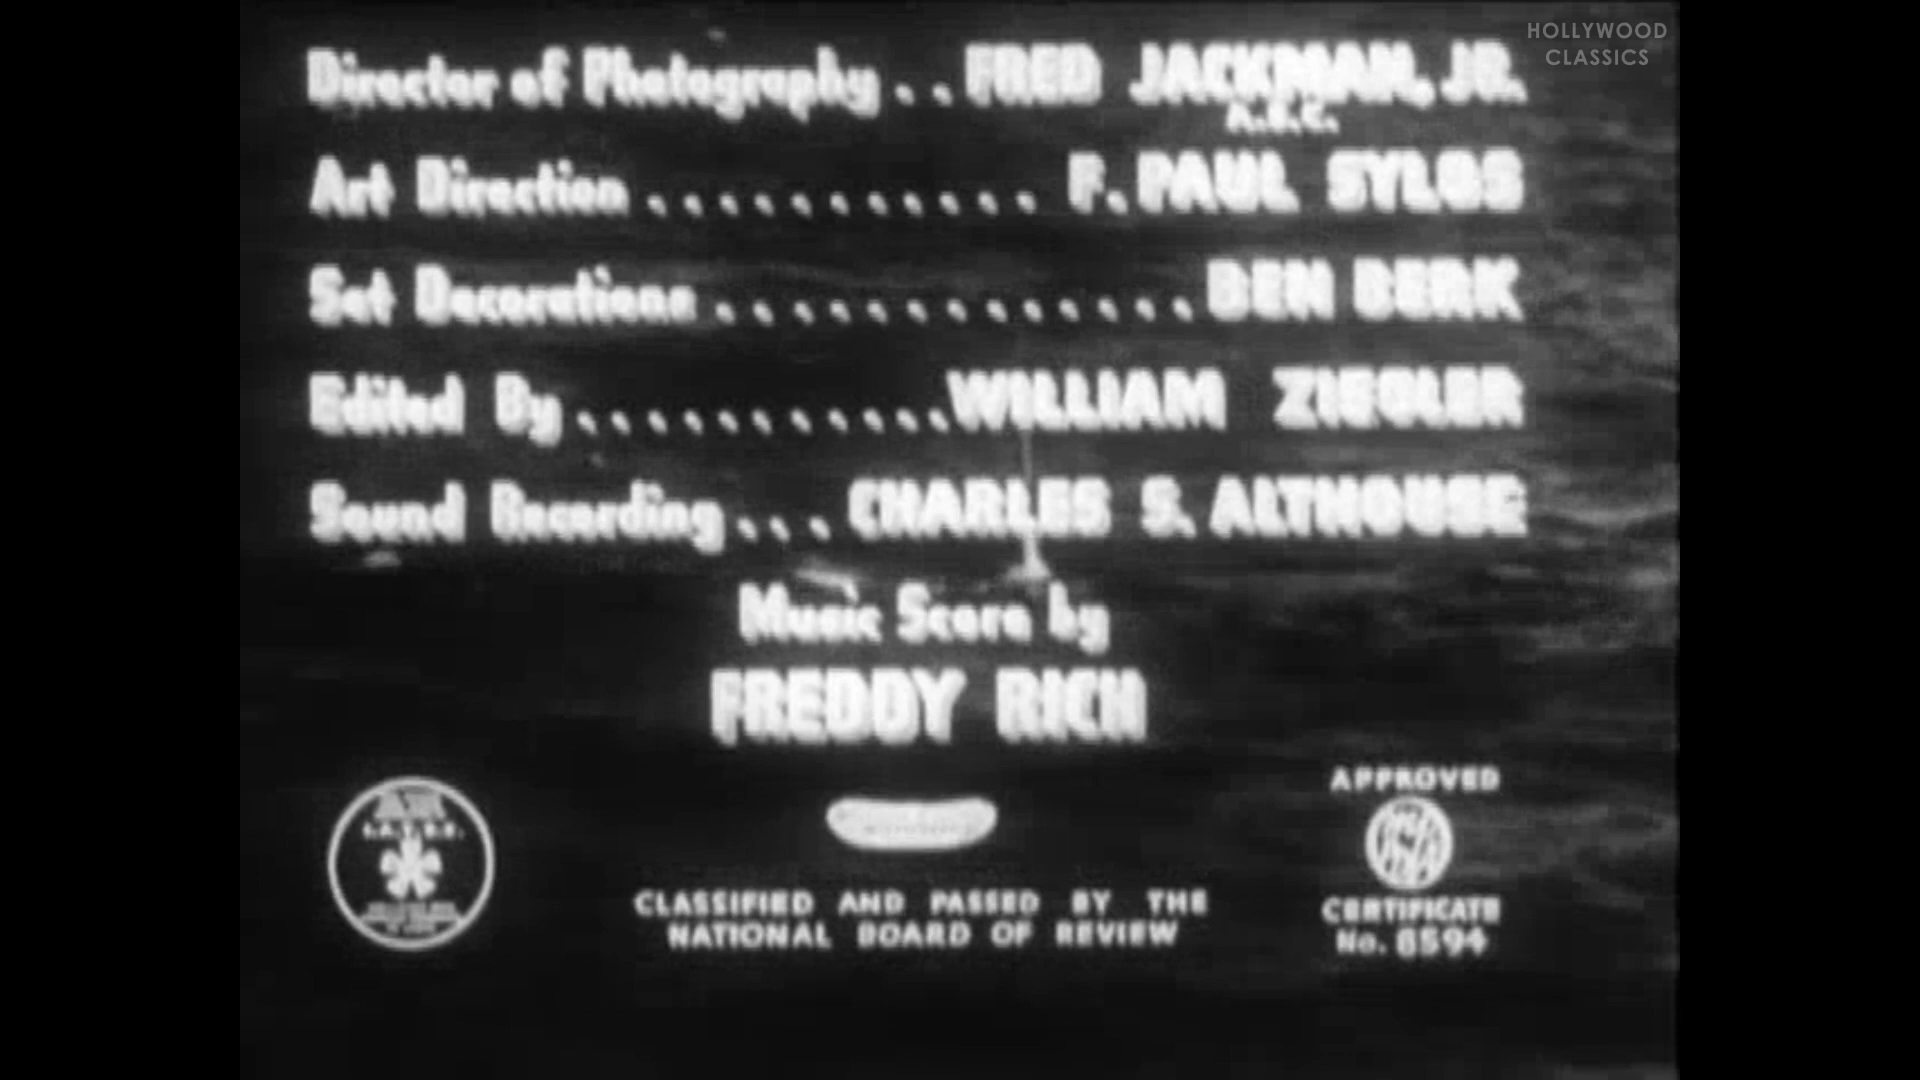 HOLLYWOOD
CLASSICS
Director of Photography . . FRED JACKMAN, JR.
A.S.C.
Art Direction . . . . . . . . . . . F. PAUL SYLOS
Set Decorations . . . . . . . . . . . . . BEN BERK
Edited By . . . . . . . . . . . WILLIAM ZIEGLER
Sound Recording . . . CHARLES S. ALTHOUSE
Music Score by
FREDDY RICH
I.A.T.S.E.
CLASSIFIED AND PASSED BY THE
NATIONAL BOARD OF REVIEW
APPROVED
CERTIFICATE
No. 8594